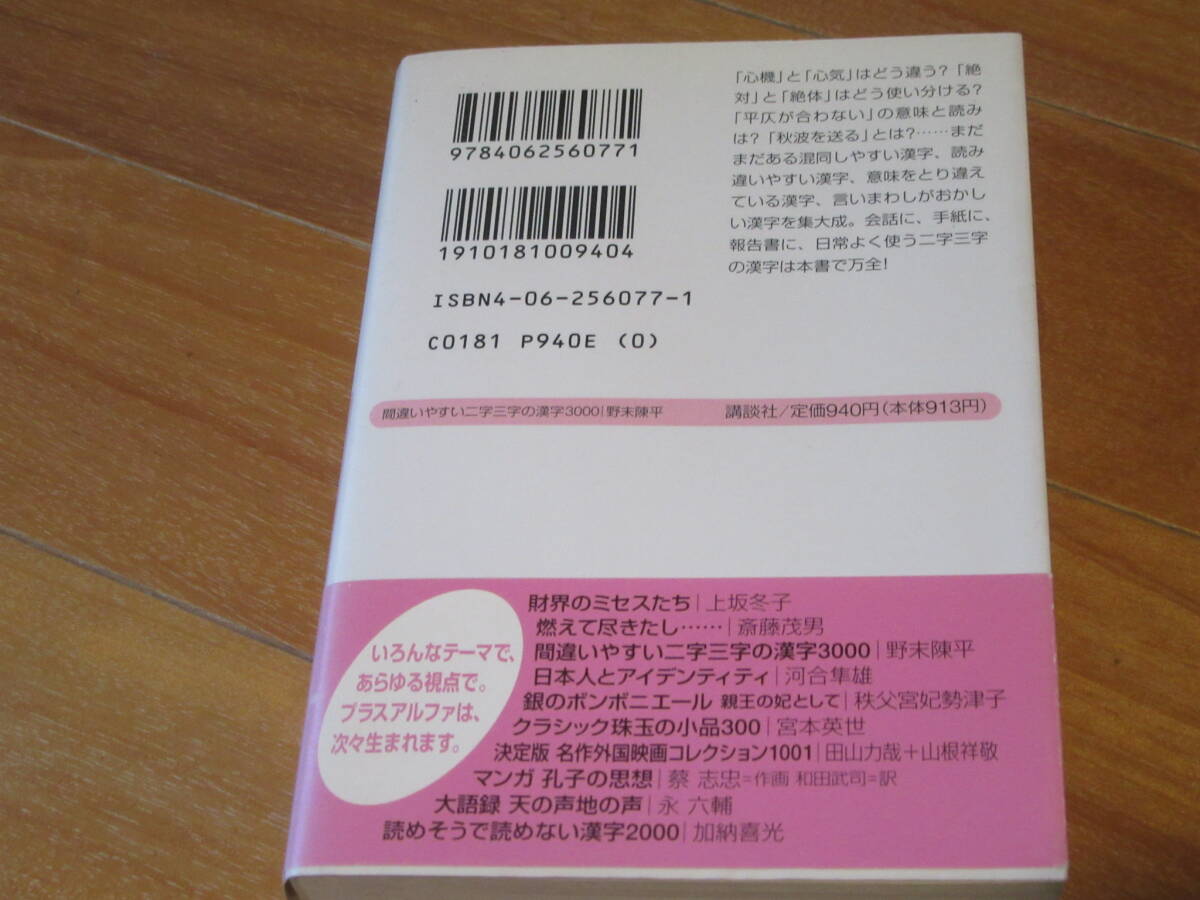 9784062560771
1910181009404
ISBN4-06-256077-1
C0181 P940E (0)
「心機」と「心気」はどう違う?「絶
対」と「絶体」はどう使い分ける?
「平仄が合わない」の意味と読み
は?「秋波を送る」とは?……まだ
まだある混同しやすい漢字、読み
違いやすい漢字、意味をとり違え
ている漢字、言いまわしがおかし
い漢字を集大成。会話に、手紙に、
報告書に、日常よく使う二字三字
の漢字は本書で万全!
間違いやすい二字三字の漢字3000|野末陳平
講談社/定価940円(本体913円)
いろんなテーマで、
あらゆる視点で。
プラスアルファは、
次々生まれます。
財界のミセスたち|上坂冬子
燃えて尽きたし……|斎藤茂男
間違いやすい二字三字の漢字3000|野末陳平
日本人とアイデンティティ|河合隼雄
銀のボンボニエール 親王の妃として|秩父宮妃勢津子
クラシック珠玉の小品300|宮本英世
決定版 名作外国映画コレクション1001|田山力哉+山根祥敬
マンガ 孔子の思想|蔡 志忠=作画 和田武司=訳
大語録 天の声地の声|永 六輔
読めそうで読めない漢字2000|加納喜光